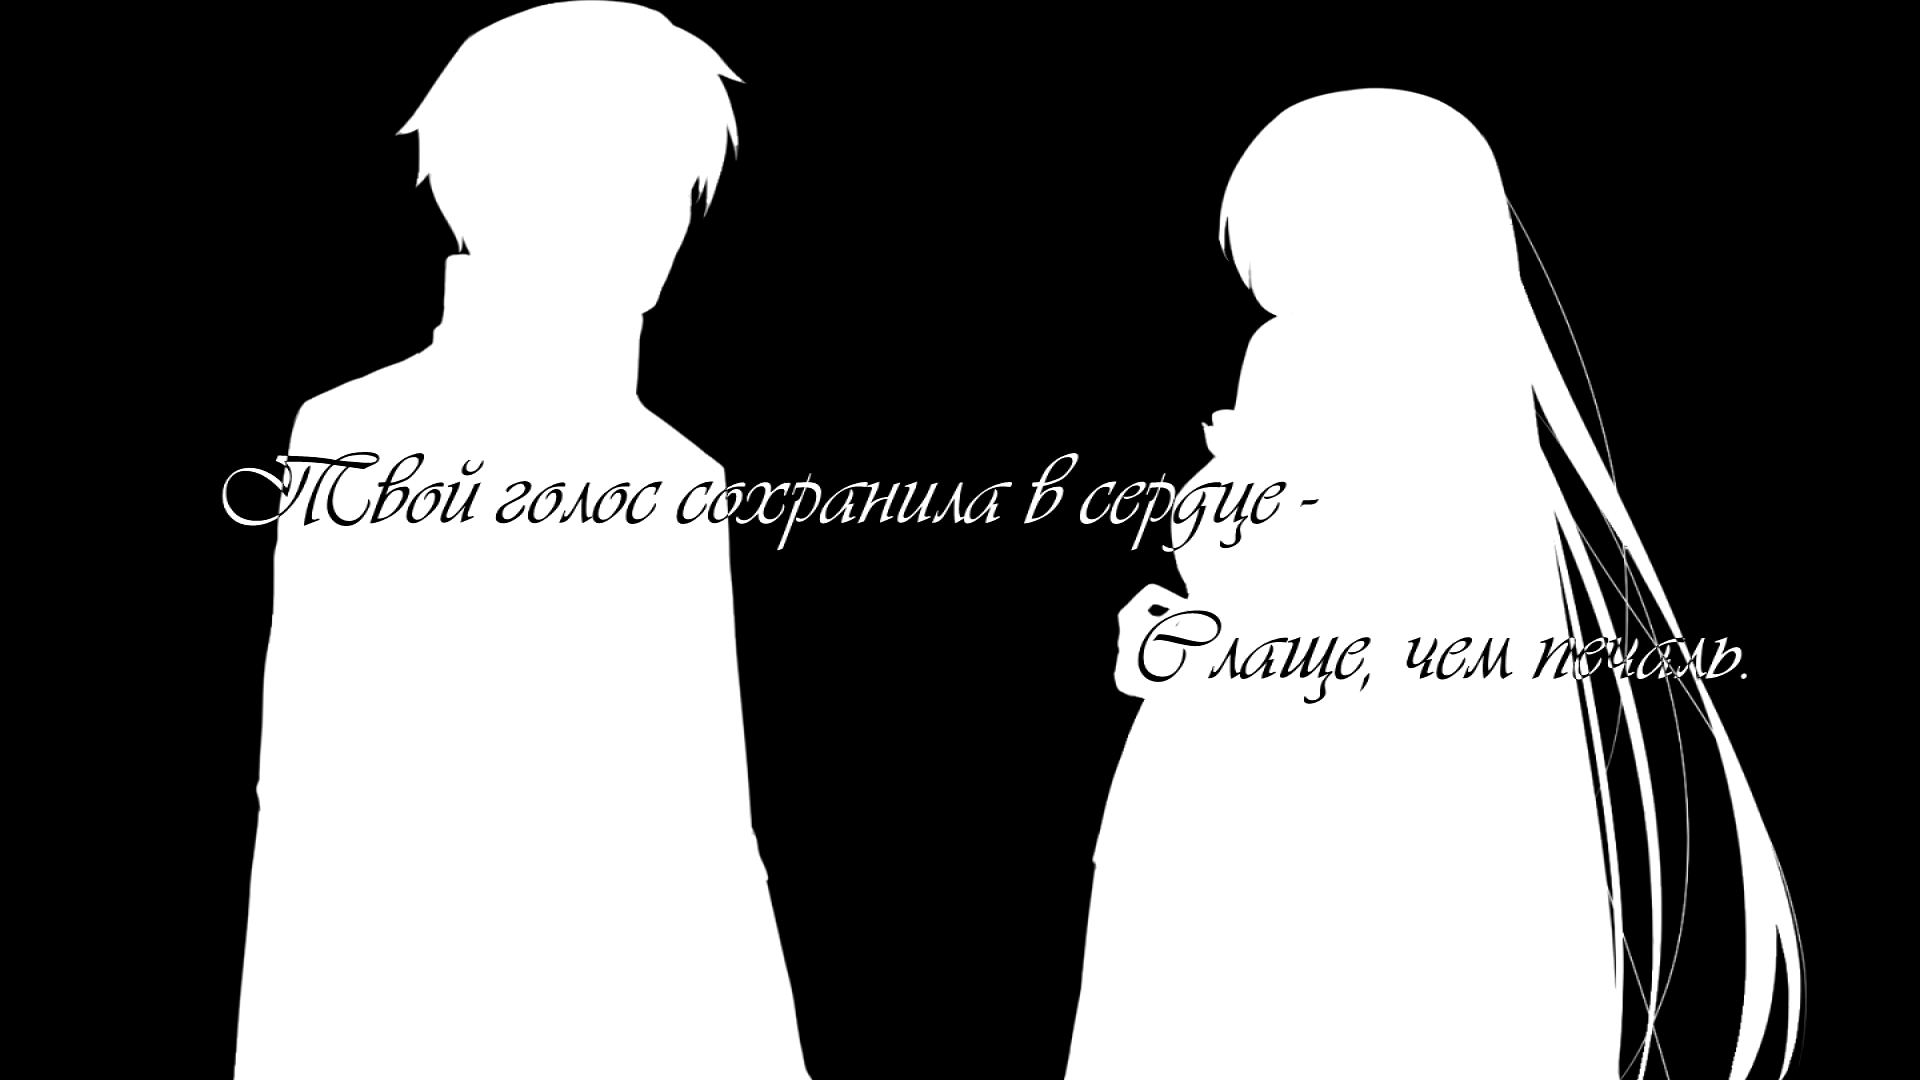 Твой голос сохранила в сердце -
Слаще, чем печаль.